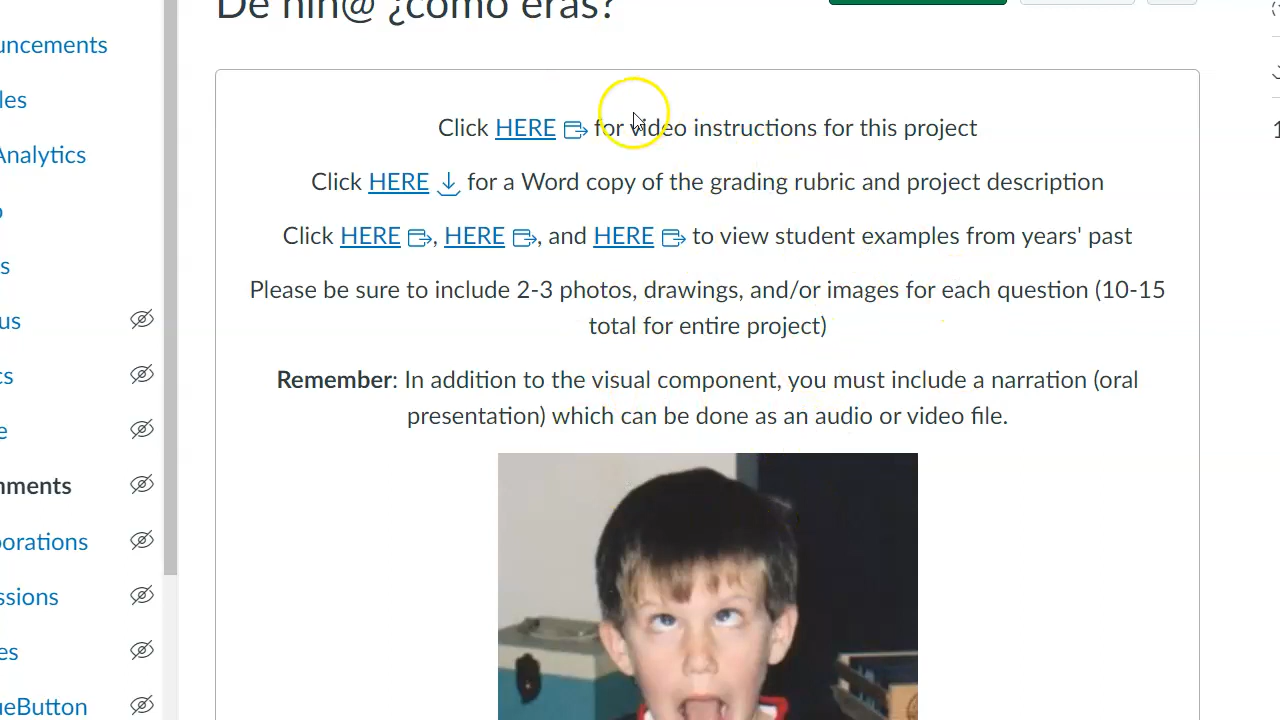 De niñ@ ¿cómo eras?
uncements
les
Analytics
o
s
us
cs
e
nments
orations
ssions
es
ueButton
Click HERE for video instructions for this project
Click HERE for a Word copy of the grading rubric and project description
Click HERE, HERE, and HERE to view student examples from years' past
Please be sure to include 2-3 photos, drawings, and/or images for each question (10-15
total for entire project)
Remember: In addition to the visual component, you must include a narration (oral
presentation) which can be done as an audio or video file.
1